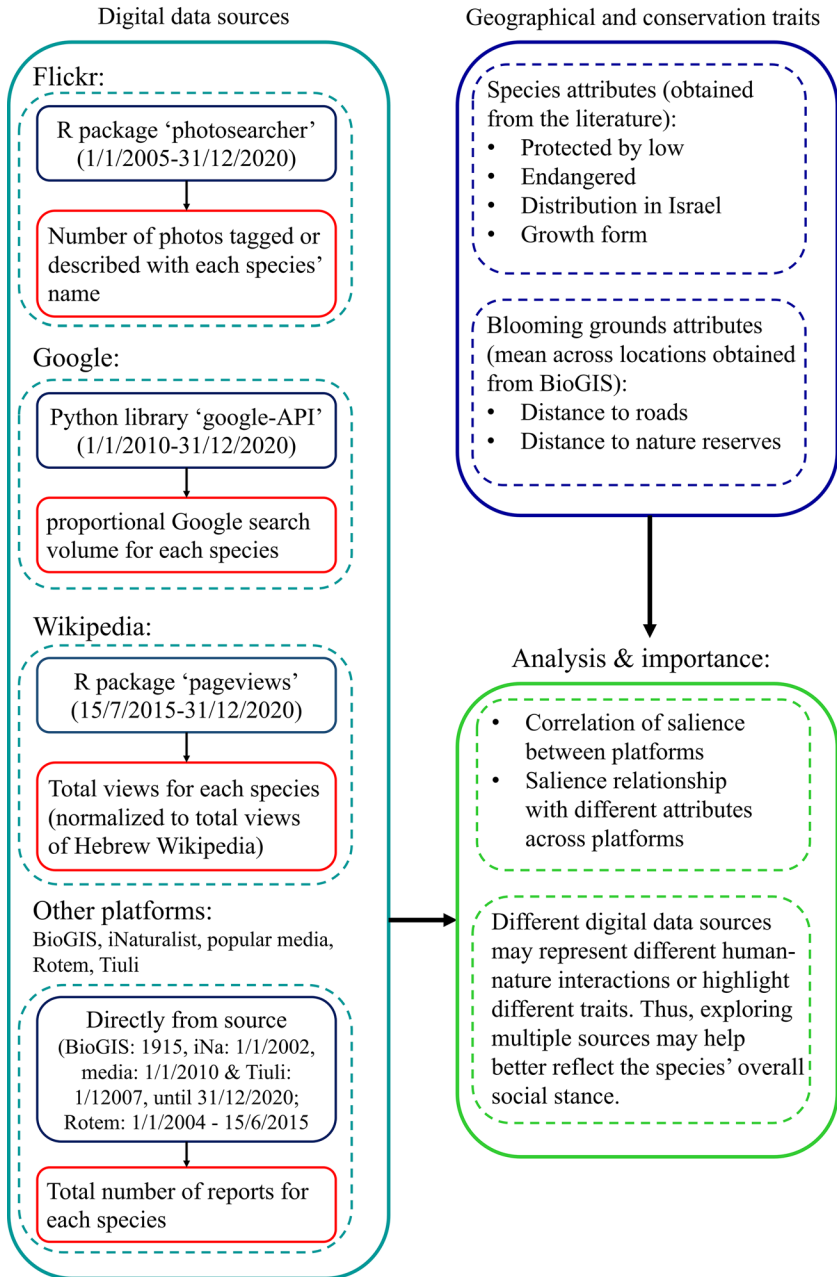 Digital data sources
Flickr:
R package ‘photosearcher’
(1/1/2005-31/12/2020)
Number of photos tagged or
described with each species’
name
Google:
Python library ‘google-API’
(1/1/2010-31/12/2020)
proportional Google search
volume for each species
Wikipedia:
R package ‘pageviews’
(15/7/2015-31/12/2020)
Total views for each species
(normalized to total views
of Hebrew Wikipedia)
Other platforms:
BioGIS, iNaturalist, popular media,
Rotem, Tiuli
Directly from source
(BioGIS: 1915, iNa: 1/1/2002,
media: 1/1/2010 & Tiuli:
1/12007, until 31/12/2020;
Rotem: 1/1/2004 - 15/6/2015
Total number of reports for
each species
Geographical and conservation traits
Species attributes (obtained
from the literature):
• Protected by low
• Endangered
• Distribution in Israel
• Growth form
Blooming grounds attributes
(mean across locations obtained
from BioGIS):
• Distance to roads
• Distance to nature reserves
Analysis & importance:
• Correlation of salience
between platforms
• Salience relationship
with different attributes
across platforms
Different digital data sources
may represent different human-
nature interactions or highlight
different traits. Thus, exploring
multiple sources may help
better reflect the species’ overall
social stance.